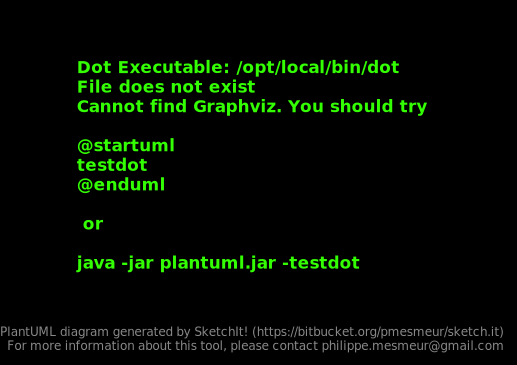 Dot Executable: /opt/local/bin/dot
File does not exist
Cannot find Graphviz. You should try
@startuml
testdot
@enduml
or
java -jar plantuml.jar -testdot
PlantUML diagram generated by SketchIt! (https://bitbucket.org/pmesmeur/sketch.it)
For more information about this tool, please contact philippe.mesmeur@gmail.com